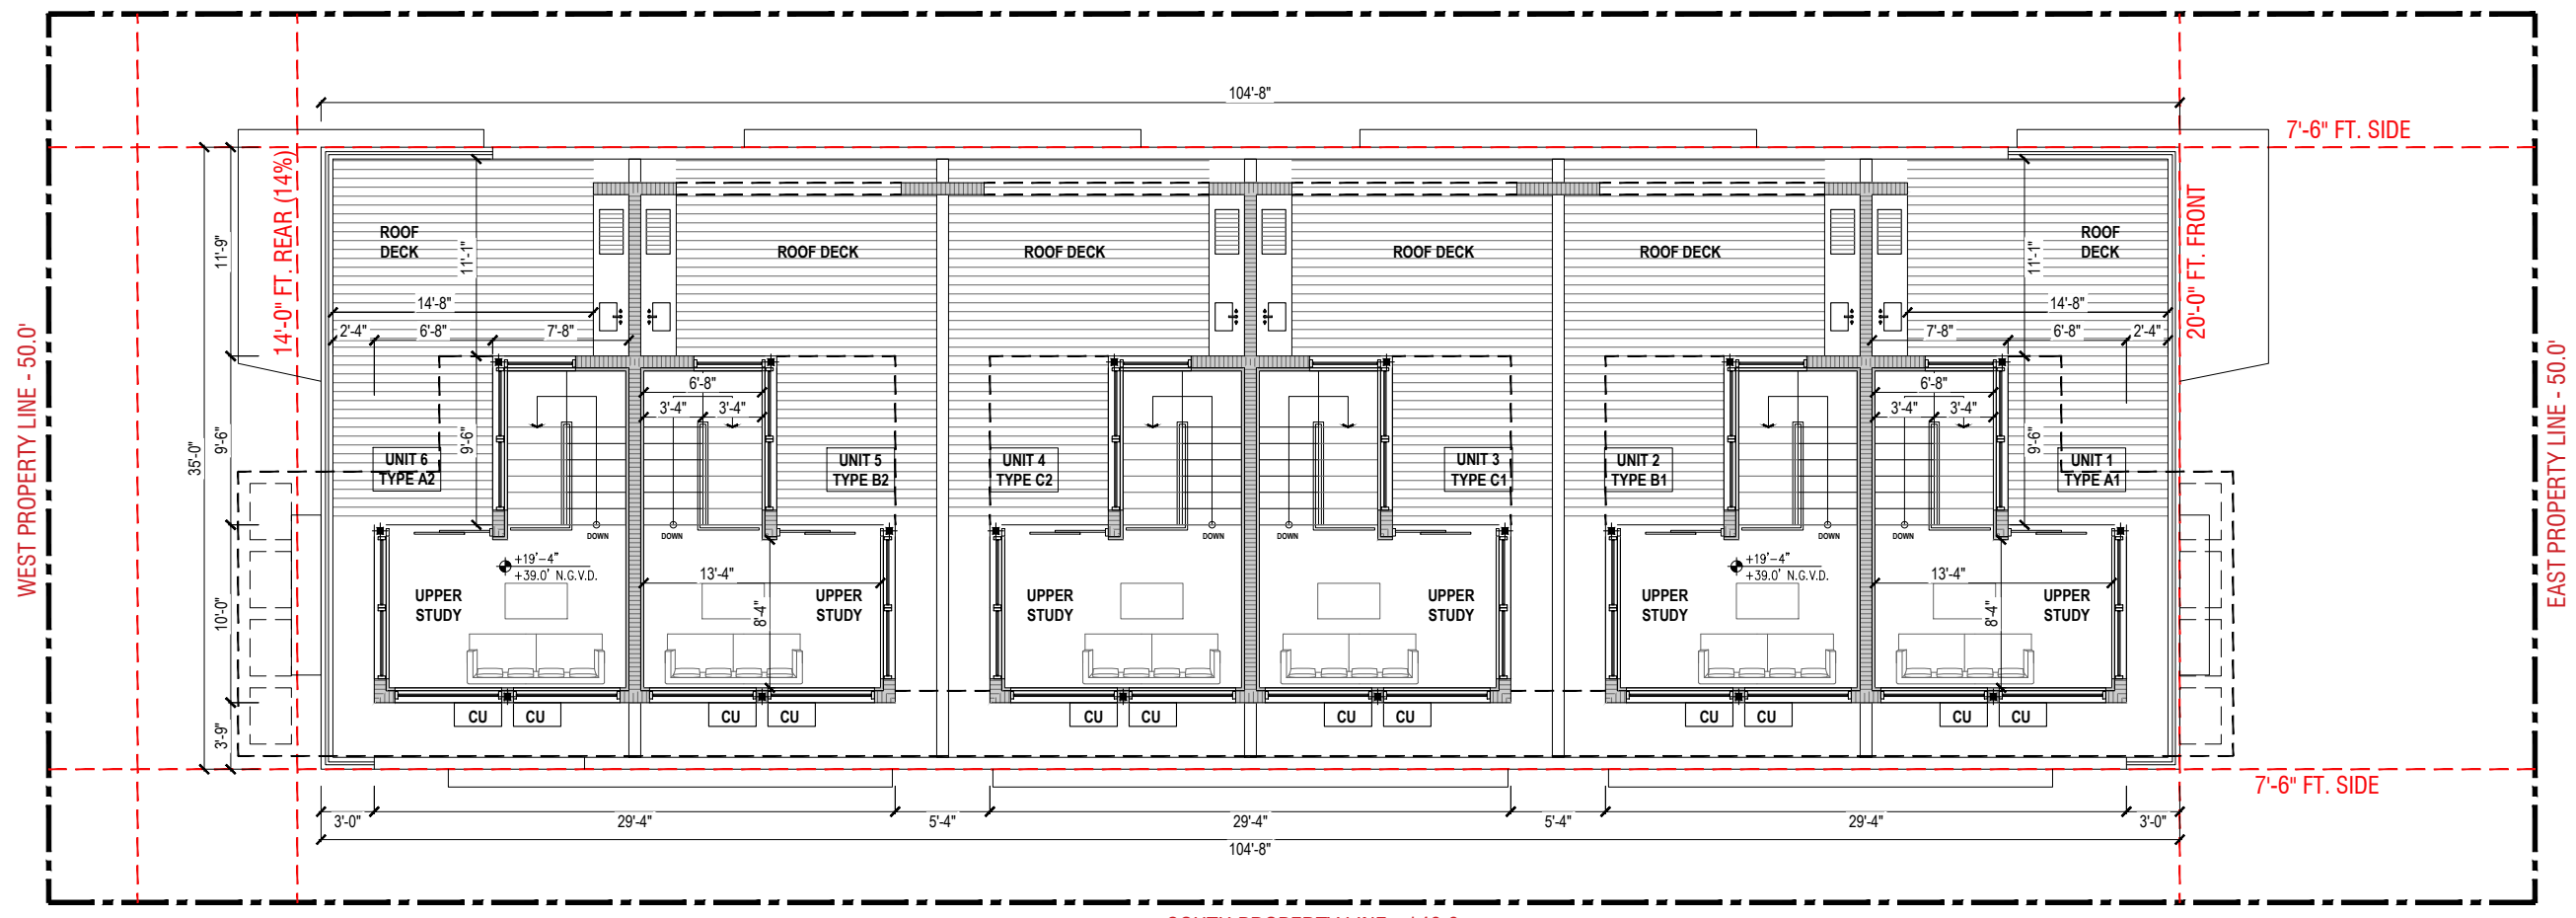 104'-8"
7'-6" FT. SIDE
WEST PROPERTY LINE - 50.0'
EAST PROPERTY LINE - 50.0'
14'-0" FT. REAR (14%)
20'-0" FT. FRONT
35'-0"
11'-9"
9'-6"
10'-0"
3'-9"
ROOF
DECK
ROOF DECK
ROOF DECK
ROOF DECK
ROOF DECK
ROOF
DECK
11'-1"
11'-1"
14'-8"
14'-8"
2'-4"
6'-8"
7'-8"
7'-8"
6'-8"
2'-4"
6'-8"
3'-4"
3'-4"
6'-8"
3'-4"
3'-4"
9'-6"
9'-6"
UNIT 6
TYPE A2
UNIT 5
TYPE B2
UNIT 4
TYPE C2
UNIT 3
TYPE C1
UNIT 2
TYPE B1
UNIT 1
TYPE A1
DOWN
DOWN
DOWN
DOWN
DOWN
DOWN
+19'-4"
+39.0' N.G.V.D.
+19'-4"
+39.0' N.G.V.D.
13'-4"
13'-4"
8'-4"
8'-4"
UPPER
STUDY
UPPER
STUDY
UPPER
STUDY
UPPER
STUDY
UPPER
STUDY
UPPER
STUDY
CU CU CU CU CU CU CU CU CU CU CU CU
7'-6" FT. SIDE
3'-0" 29'-4" 5'-4" 29'-4" 5'-4" 29'-4" 3'-0"
104'-8"